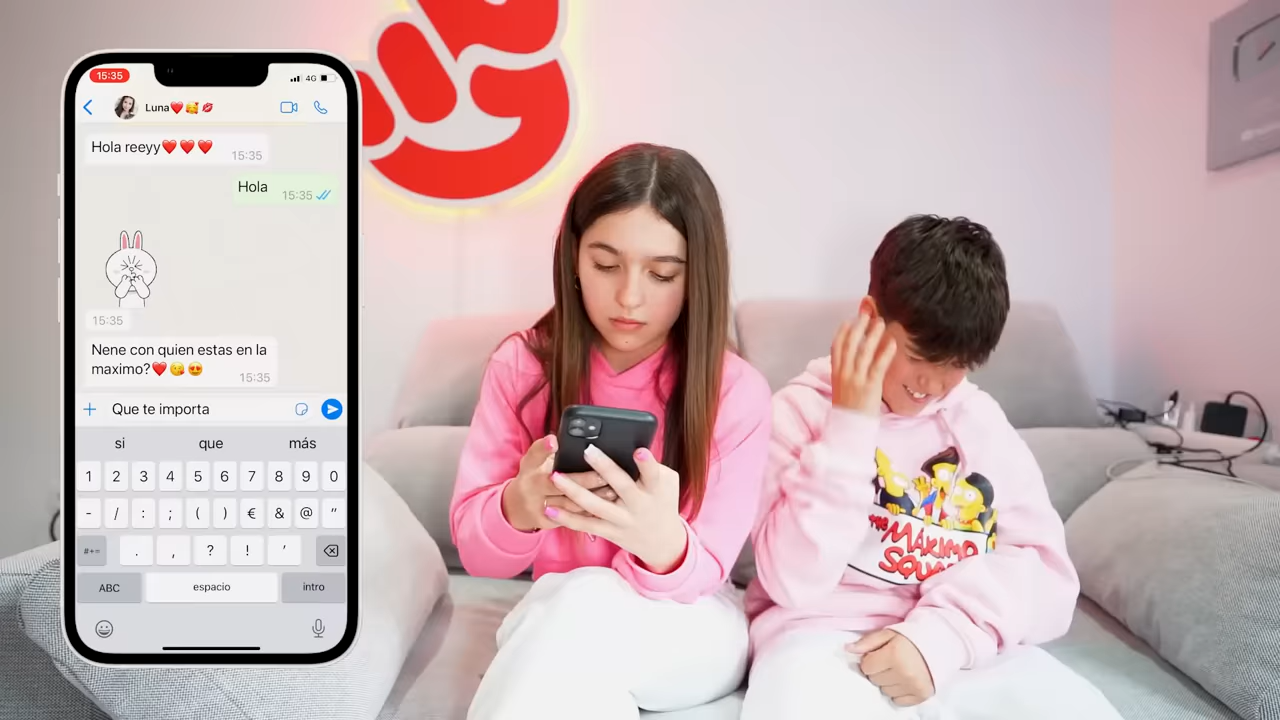 15:35
4G
Luna❤️🥰💋
Hola reeyy❤️❤️❤️
15:35
Hola
15:35
15:35
Nene con quien estas en la
maximo?❤️😘😍
15:35
Que te importa
si que más
1 2 3 4 5 6 7 8 9 0
- / : ; ( ) € & @ "
#+= . , ? ! '
ABC espacio intro
THE
MÁXIMO
SQUAD